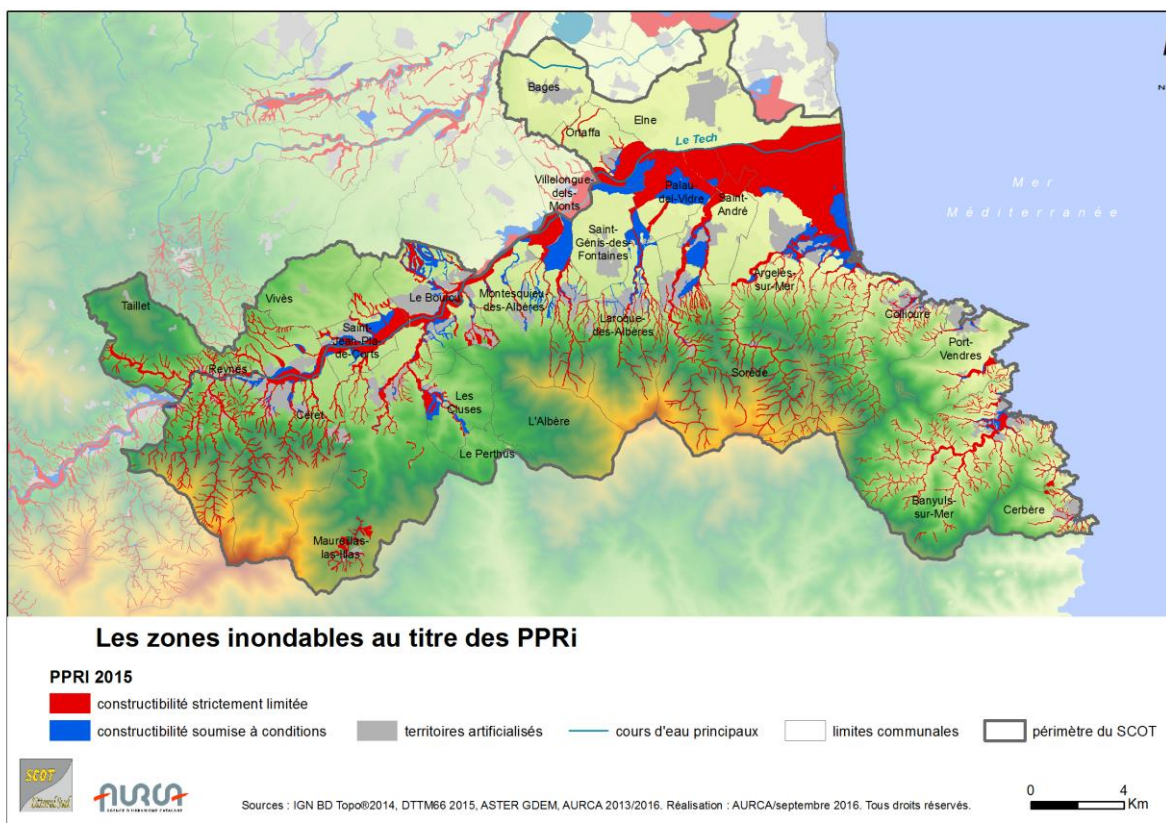 Bages
Elne
Ortaffa
Le Tech
Villelongue-
dels-
Monts
Palau-
del-Vidre
Saint-
André
Mer
Méditerranée
Saint-
Génis-des-
Fontaines
Taillet
Vivès
Le Boulou
Montesquieu-
des-Albères
Argelès-
sur-Mer
Collioure
Saint-
Jean-Pla-
de-Corts
Laroque-
des-Albères
Port-
Vendres
Reynès
Sorède
Céret
Les
Cluses
L'Albère
Le Perthus
Banyuls-
sur-Mer
Cerbère
Maureillas-
las-Illas
Les zones inondables au titre des PPRi
PPRI 2015
constructibilité strictement limitée
constructibilité soumise à conditions
territoires artificialisés
cours d'eau principaux
limites communales
périmètre du SCOT
SCOT
Littoral Sud
AURCA
AGENCE D'URBANISME CATALANE
Sources : IGN BD Topo®2014, DTTM66 2015, ASTER GDEM, AURCA 2013/2016. Réalisation : AURCA/septembre 2016. Tous droits réservés.
0 4
Km